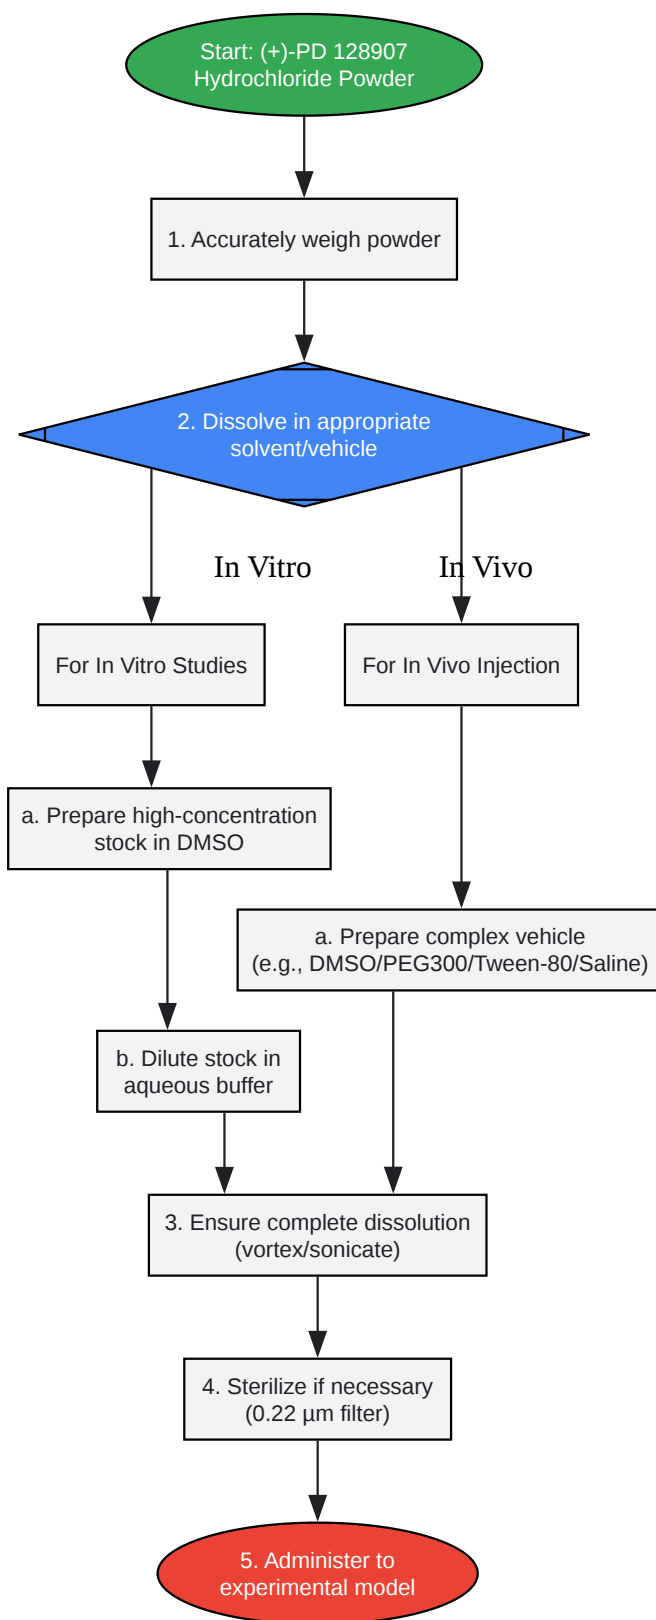 Start: (+)-PD 128907
Hydrochloride Powder
1. Accurately weigh powder
2. Dissolve in appropriate
solvent/vehicle
In Vitro
In Vivo
For In Vitro Studies
For In Vivo Injection
a. Prepare high-concentration
stock in DMSO
a. Prepare complex vehicle
(e.g., DMSO/PEG300/Tween-80/Saline)
b. Dilute stock in
aqueous buffer
3. Ensure complete dissolution
(vortex/sonicate)
4. Sterilize if necessary
(0.22 µm filter)
5. Administer to
experimental model